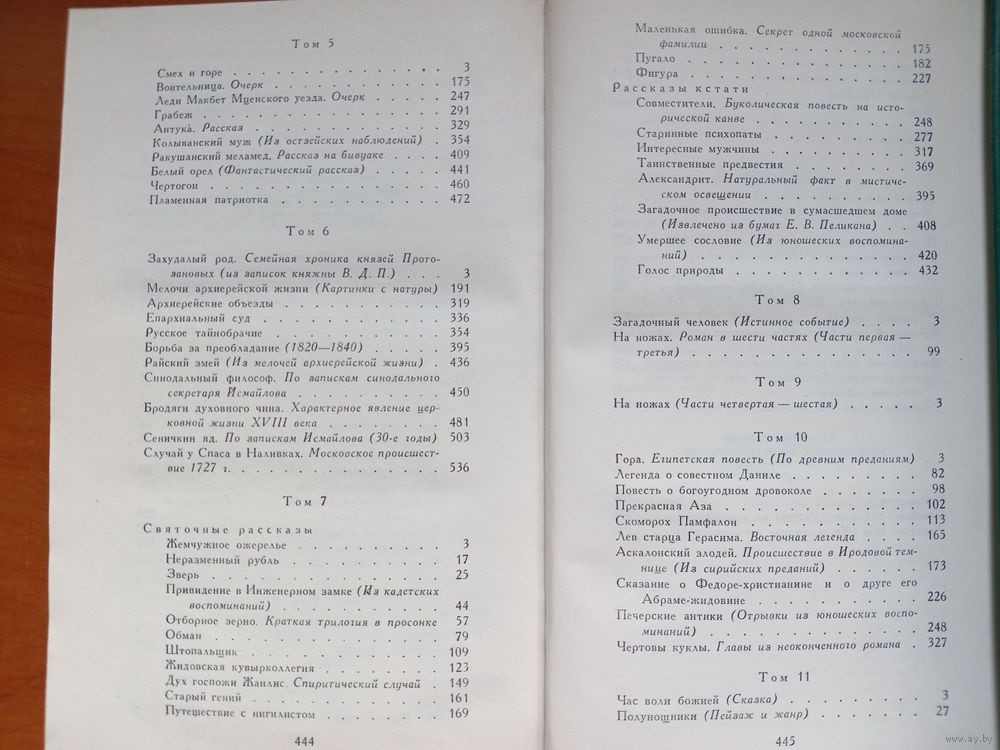 Том 5
Смех и горе . . . . . . . . . . . . . . 3
Воительница. Очерк . . . . . . . . . . . 175
Леди Макбет Мценского уезда. Очерк . . . . . 247
Грабеж . . . . . . . . . . . . . . . . 291
Антука. Рассказ . . . . . . . . . . . . 329
Колыванский муж (Из остзейских наблюдений) . 354
Ракушанский меламед. Рассказ на бивуаке . . . . 409
Белый орел (Фантастический рассказ) . . . . . 441
Чертогон . . . . . . . . . . . . . . . 460
Пламенная патриотка . . . . . . . . . . 472
Том 6
Захудалый род. Семейная хроника князей Прото-
зановых (из записок княжны В. Д. П.) . . . 3
Мелочи архиерейской жизни (Картинки с натуры) 191
Архиерейские объезды . . . . . . . . . . 319
Епархиальный суд . . . . . . . . . . . . 336
Русское тайнобрачие . . . . . . . . . . . 354
Борьба за преобладание (1820—1840) . . . . . 395
Райский змей (Из мелочей архиерейской жизни) . 436
Синодальный философ. По запискам синодального
секретаря Исмайлова . . . . . . . . . . 450
Бродяги духовного чина. Характерное явление цер-
ковной жизни XVIII века . . . . . . . . 481
Сеничкин яд. По запискам Исмайлова (30-е годы) 503
Случай у Спаса в Наливках. Московское происшест-
вие 1727 г. . . . . . . . . . . . . . . 536
Том 7
Святочные рассказы
Жемчужное ожерелье . . . . . . . . . . 3
Неразменный рубль . . . . . . . . . . . 17
Зверь . . . . . . . . . . . . . . . . 25
Привидение в Инженерном замке (Из кадетских
воспоминаний) . . . . . . . . . . . . 44
Отборное зерно. Краткая трилогия в просонке 57
Обман . . . . . . . . . . . . . . . . 79
Штопальщик . . . . . . . . . . . . . 109
Жидовская кувырколлегия . . . . . . . . 123
Дух госпожи Жанлис. Спиритический случай . 149
Старый гений . . . . . . . . . . . . . 161
Путешествие с нигилистом . . . . . . . . 169
444
Маленькая ошибка. Секрет одной московской
фамилии . . . . . . . . . . . . . . 175
Пугало . . . . . . . . . . . . . . . 182
Фигура . . . . . . . . . . . . . . . 227
Рассказы кстати
Совместители. Буколическая повесть на исто-
рической канве . . . . . . . . . . . 248
Старинные психопаты . . . . . . . . . . 277
Интересные мужчины . . . . . . . . . . 317
Таинственные предвестия . . . . . . . . . 369
Александрит. Натуральный факт в мистиче-
ском освещении . . . . . . . . . . . 395
Загадочное происшествие в сумасшедшем доме
(Извлечено из бумаг Е. В. Пеликана) . . 408
Умершее сословие (Из юношеских воспомина-
ний) . . . . . . . . . . . . . . . 420
Голос природы . . . . . . . . . . . . 432
Том 8
Загадочный человек (Истинное событие) . . . . 3
На ножах. Роман в шести частях (Части первая —
третья) . . . . . . . . . . . . . . . 99
Том 9
На ножах (Части четвертая — шестая) . . . . . 3
Том 10
Гора. Египетская повесть (По древним преданиям) 3
Легенда о совестном Даниле . . . . . . . . 82
Повесть о богоугодном дровоколе . . . . . . 98
Прекрасная Аза . . . . . . . . . . . . 102
Скоморох Памфалон . . . . . . . . . . . 113
Лев старца Герасима. Восточная легенда . . . . 165
Аскалонский злодей. Происшествие в Иродовой тем-
нице (Из сирийских преданий) . . . . . . 173
Сказание о Федоре-христианине и о друге его
Абраме-жидовине . . . . . . . . . . . 226
Печерские антики (Отрывки из юношеских воспо-
минаний) . . . . . . . . . . . . . . 248
Чертовы куклы. Главы из неоконченного романа . 327
Том 11
Час воли божией (Сказка) . . . . . . . . . 3
Полунощники (Пейзаж и жанр) . . . . . . . 27
445
www.ay.by